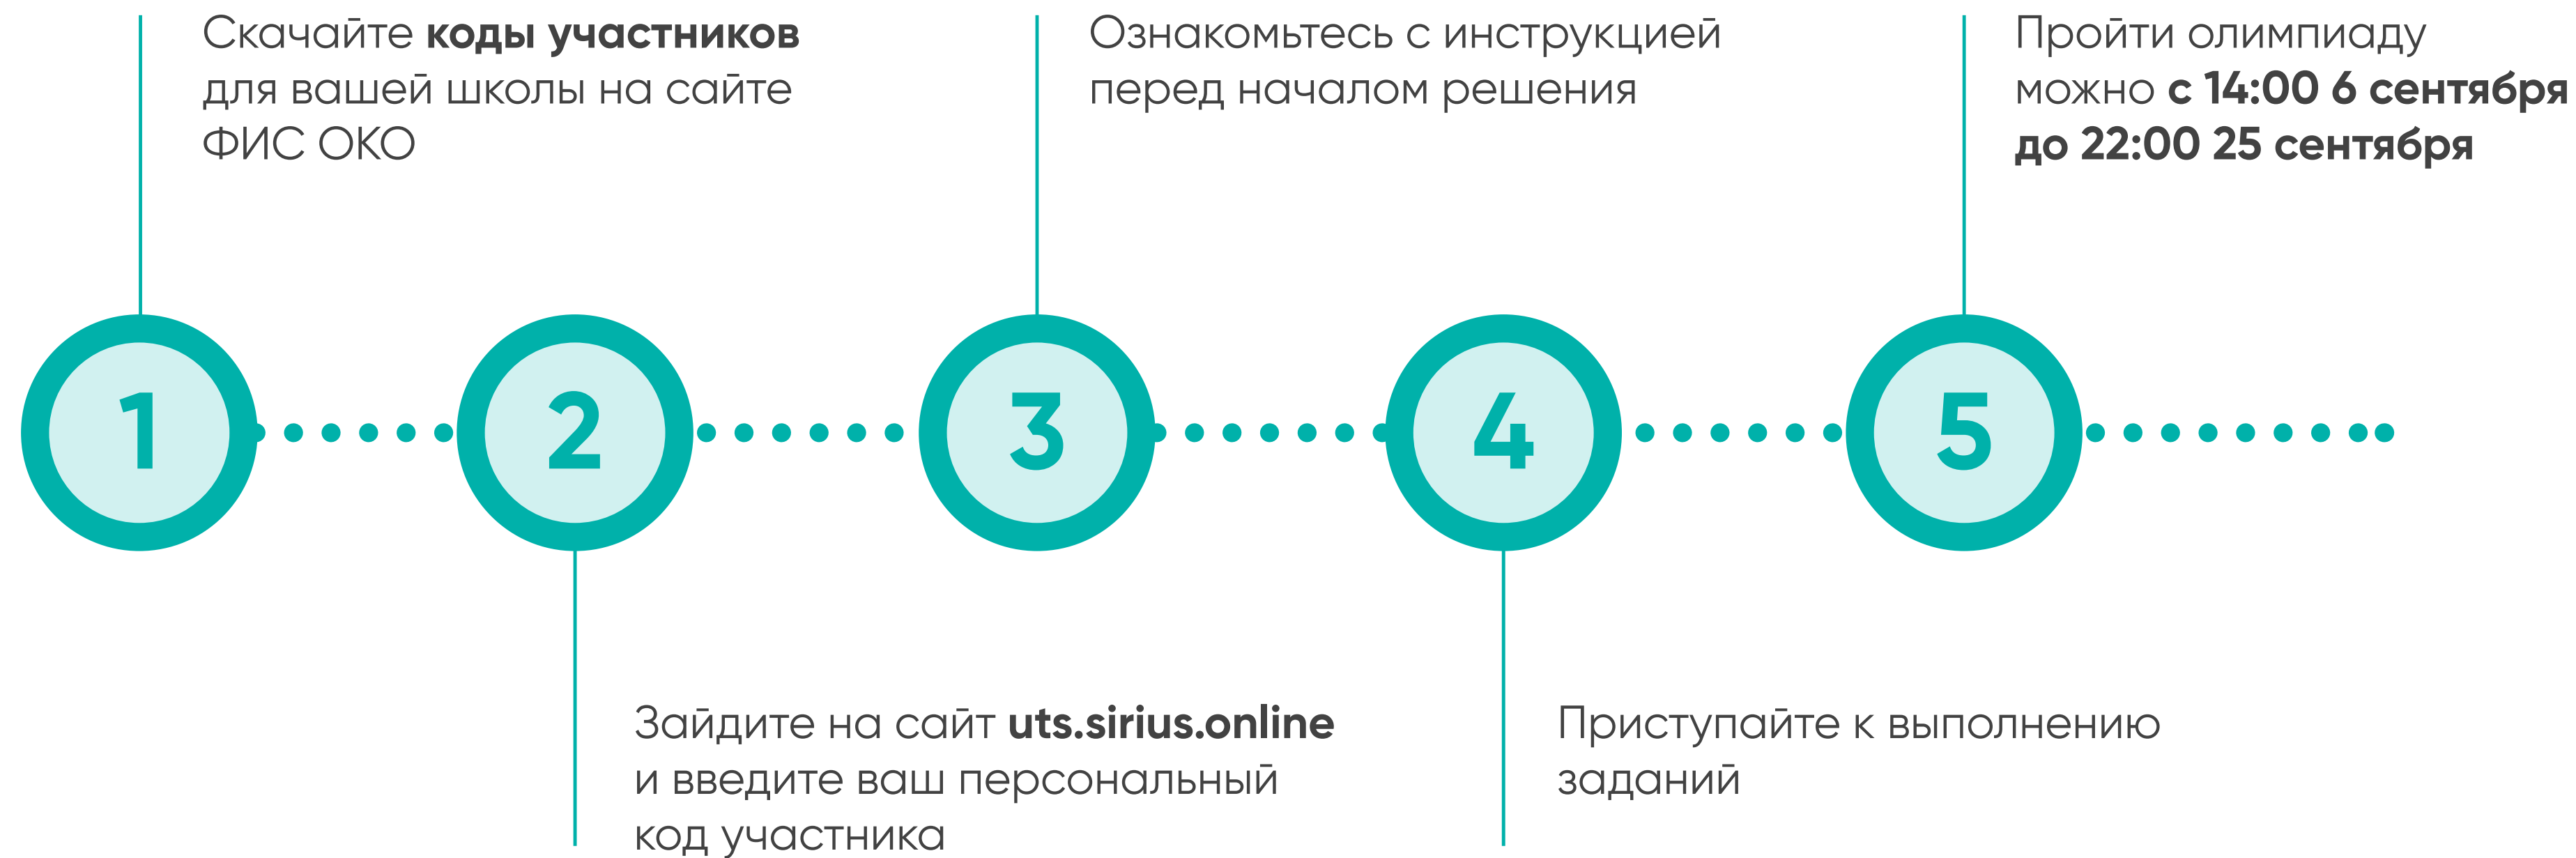 Скачайте коды участников
для вашей школы на сайте
ФИС ОКО
Ознакомьтесь с инструкцией
перед началом решения
Пройти олимпиаду
можно с 14:00 6 сентября
до 22:00 25 сентября
1
2
3
4
5
Зайдите на сайт uts.sirius.online
и введите ваш персональный
код участника
Приступайте к выполнению
заданий